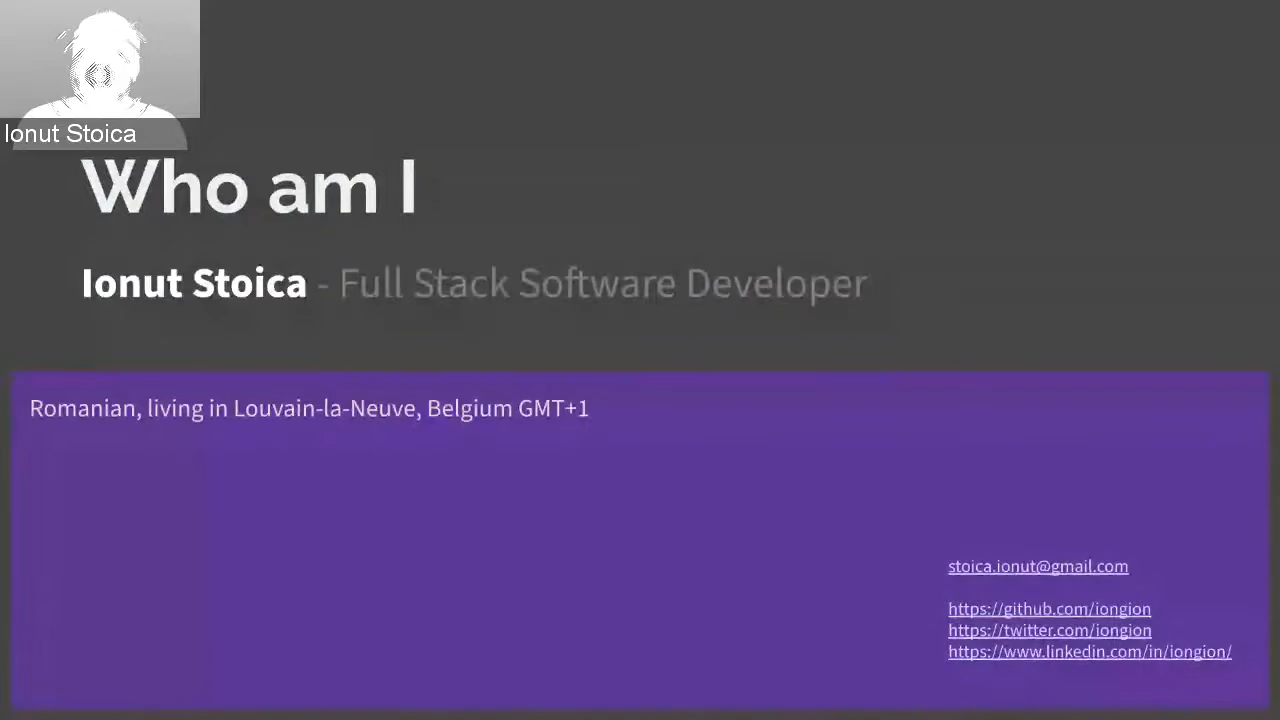 Ionut Stoica
Who am I
Ionut Stoica - Full Stack Software Developer
Romanian, living in Louvain-la-Neuve, Belgium GMT+1
stoica.ionut@gmail.com
https://github.com/iongion
https://twitter.com/iongion
https://www.linkedin.com/in/iongion/